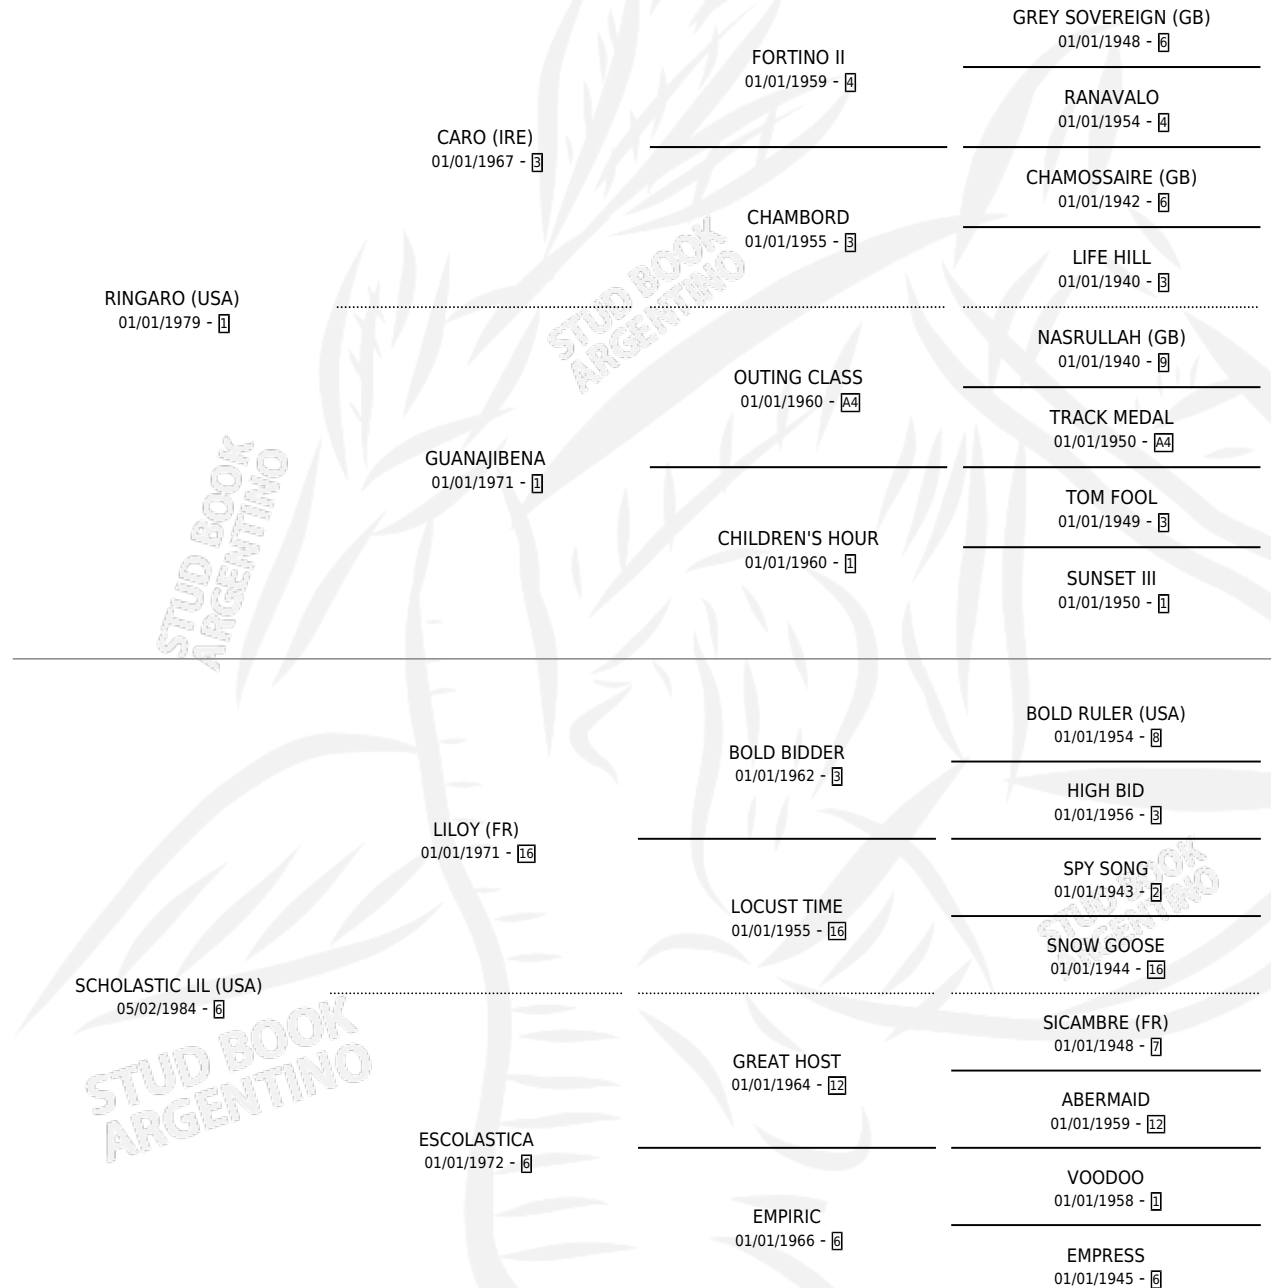 GREY SOVEREIGN (GB)
01/01/1948 - 6
FORTINO II
01/01/1959 - 4
RANAVALO
01/01/1954 - 4
CARO (IRE)
01/01/1967 - 3
CHAMOSSAIRE (GB)
01/01/1942 - 6
CHAMBORD
01/01/1955 - 3
LIFE HILL
01/01/1940 - 3
RINGARO (USA)
01/01/1979 - 1
STUD BOOK
ARGENTINO
NASRULLAH (GB)
01/01/1940 - 9
OUTING CLASS
01/01/1960 - A4
TRACK MEDAL
01/01/1950 - A4
GUANAJIBENA
01/01/1971 - 1
TOM FOOL
01/01/1949 - 3
CHILDREN'S HOUR
01/01/1960 - 1
SUNSET III
01/01/1950 - 1
STUD BOOK
ARGENTINO
BOLD RULER (USA)
01/01/1954 - 8
BOLD BIDDER
01/01/1962 - 3
HIGH BID
01/01/1956 - 3
LILOY (FR)
01/01/1971 - 16
SPY SONG
01/01/1943 - 2
LOCUST TIME
01/01/1955 - 16
SNOW GOOSE
01/01/1944 - 16
STUD BOOK
ARGENTINO
SCHOLASTIC LIL (USA)
05/02/1984 - 6
SICAMBRE (FR)
01/01/1948 - 7
GREAT HOST
01/01/1964 - 12
ABERMAID
01/01/1959 - 12
STUD BOOK
ARGENTINO
ESCOLASTICA
01/01/1972 - 6
VOODOO
01/01/1958 - 1
EMPIRIC
01/01/1966 - 6
EMPRESS
01/01/1945 - 6